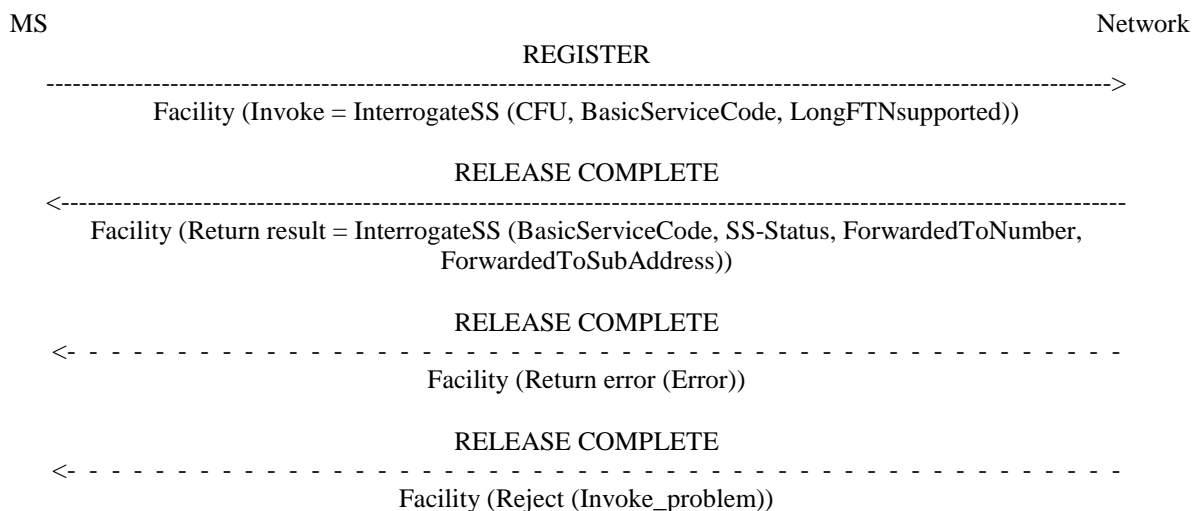 MS Network
REGISTER
------------------------------------------------------------------------------------------------------------------------>
Facility (Invoke = InterrogateSS (CFU, BasicServiceCode, LongFTNsupported))
RELEASE COMPLETE
<------------------------------------------------------------------------------------------------------------------------
Facility (Return result = InterrogateSS (BasicServiceCode, SS-Status, ForwardedToNumber,
ForwardedToSubAddress))
RELEASE COMPLETE
<- - - - - - - - - - - - - - - - - - - - - - - - - - - - - - - - - - - - - - - - - - - - - - - - -
Facility (Return error (Error))
RELEASE COMPLETE
<- - - - - - - - - - - - - - - - - - - - - - - - - - - - - - - - - - - - - - - - - - - - - - - - -
Facility (Reject (Invoke_problem))